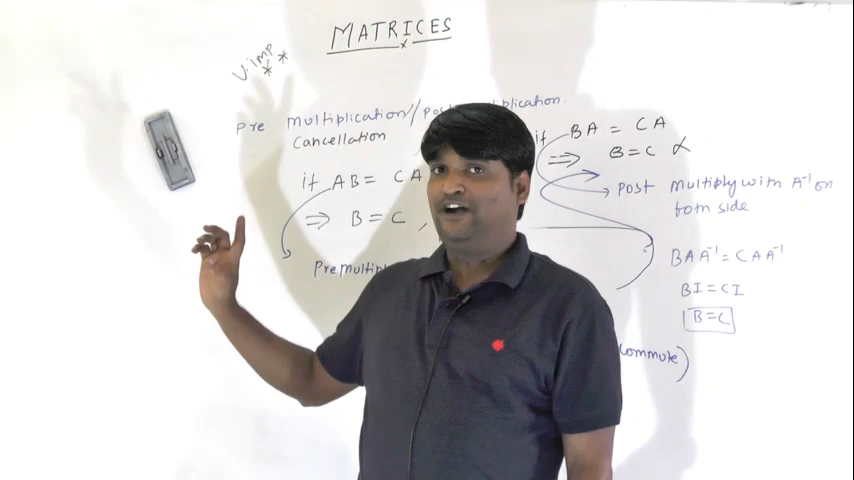 MATRICES
V.IMP
Pre Multiplication/
Cancellation
if AB = CA
⇒ B = C ,
if BA = CA
⇒ B=C
Post Multiply with A⁻¹ on
both side
BAA⁻¹ = CAA⁻¹
BI = CI
B=C
commute)